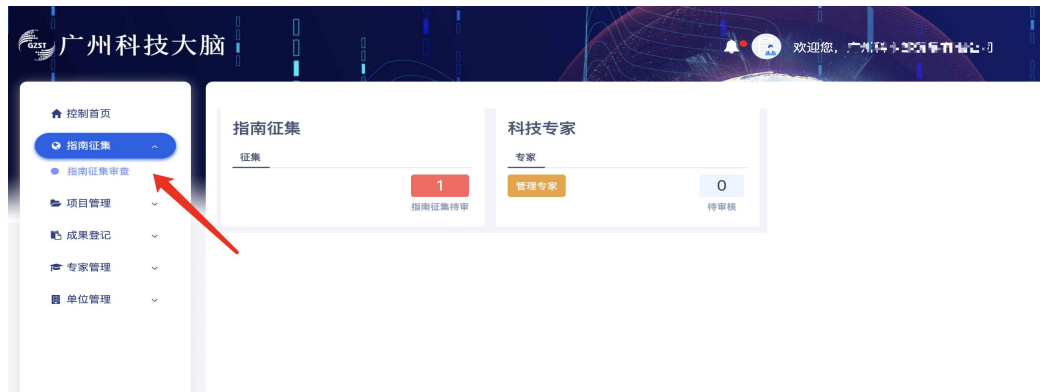 GZST
广州科技大脑
欢迎您,
控制首页
指南征集
指南征集审查
项目管理
成果登记
专家管理
单位管理
指南征集
征集
1
指南征集待审
科技专家
专家
管理专家
0
待审核